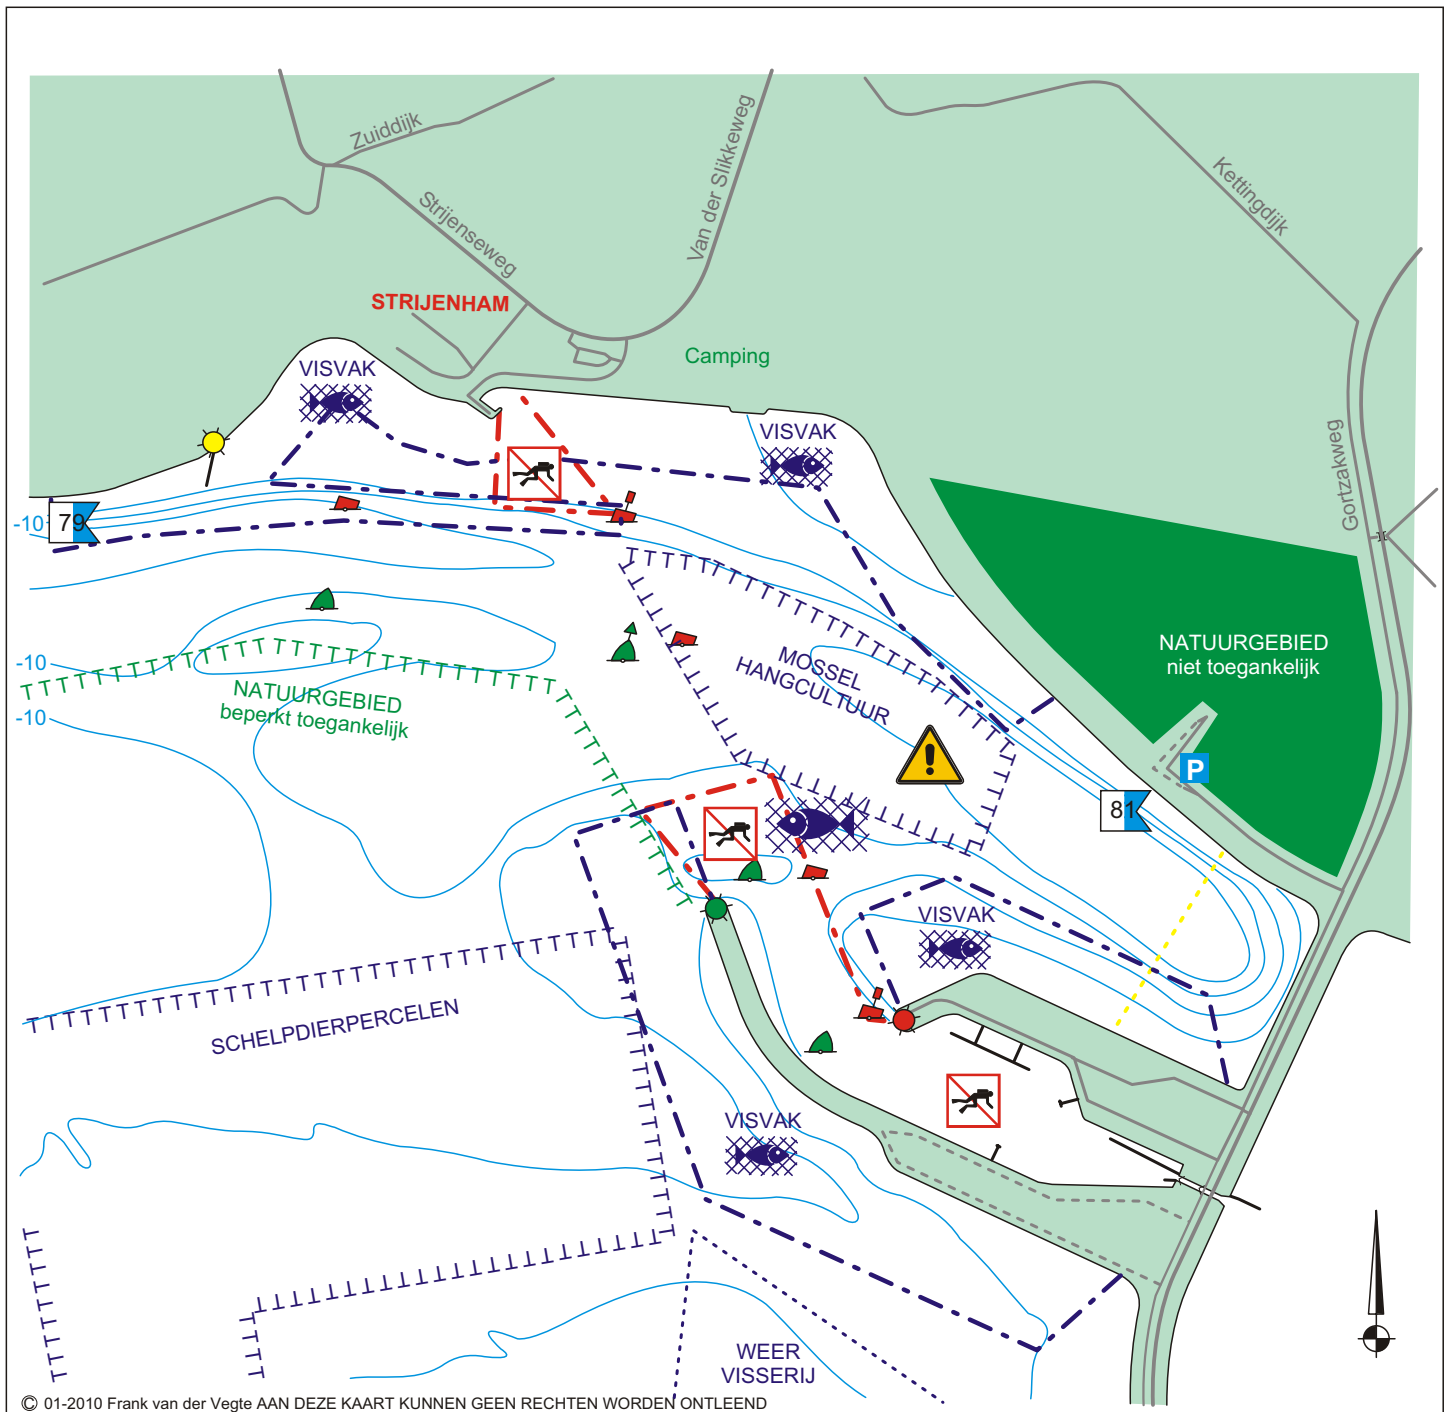 Zuiddijk
Strijenseweg
Van der Slikkeweg
Kettingdijk
STRIJENHAM
Camping
VISVAK
VISVAK
Gortzakweg
-10
79
NATUURGEBIED
niet toegankelijk
MOSSEL
HANGCULTUUR
-10
NATUURGEBIED
beperkt toegankelijk
-10
P
81
VISVAK
SCHELPDIERPERCELEN
VISVAK
WEER
VISSERIJ
© 01-2010 Frank van der Vegte AAN DEZE KAART KUNNEN GEEN RECHTEN WORDEN ONTLEEND